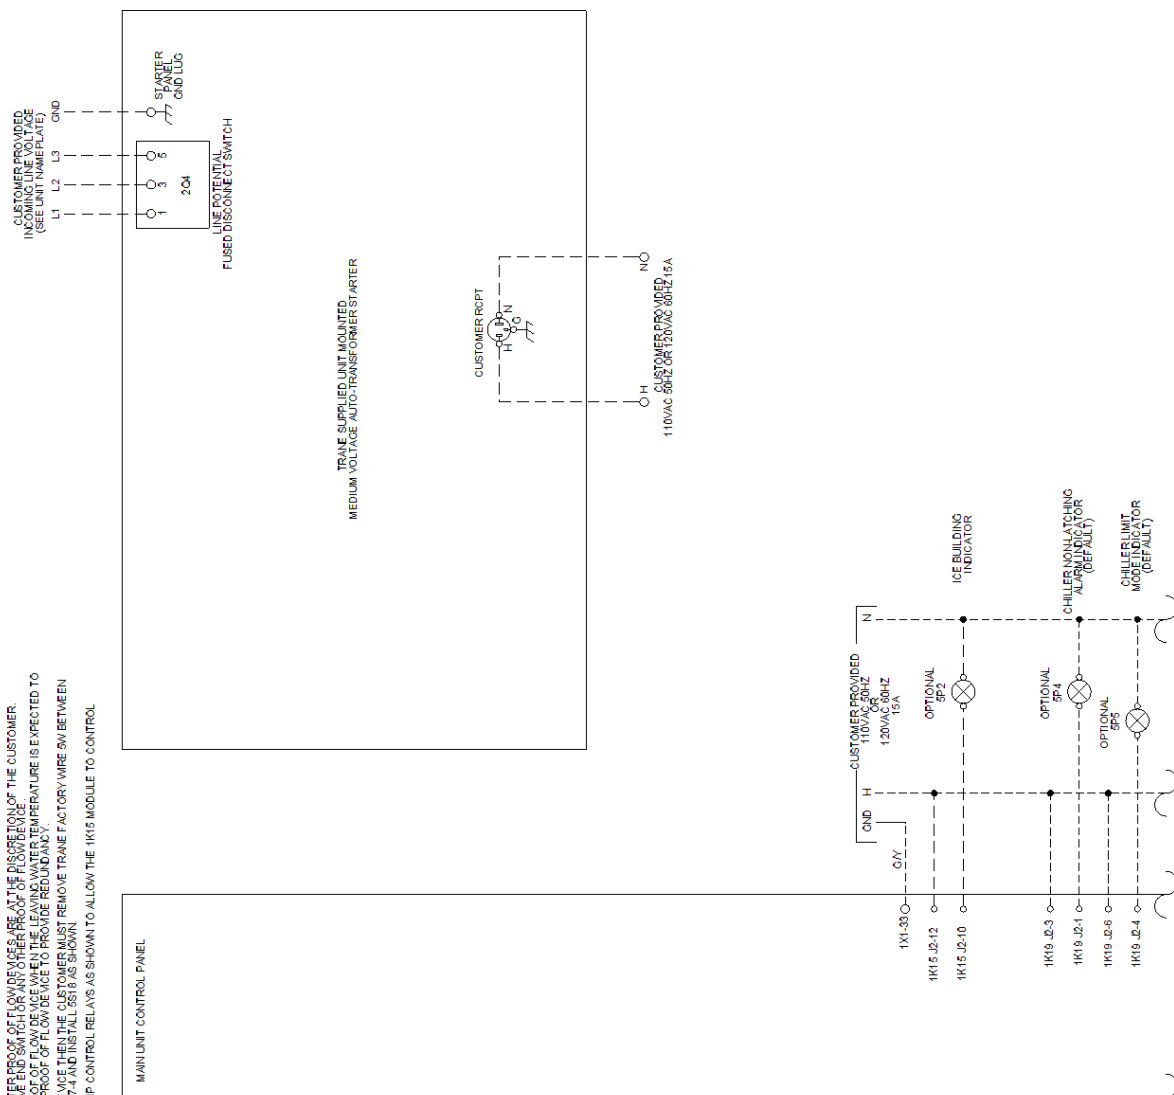 CUSTOMER PROVIDED
INCOMING LINE VOLTAGE
(SEE UNIT NAMEPLATE)
L1
L2
L3
GND
STARTER
PANEL
GND LUG
1
3
5
2Q4
LINE POTENTIAL
FUSED DISCONNECT SWITCH
TRANE SUPPLIED UNIT MOUNTED
MEDIUM VOLTAGE AUTO-TRANSFORMER STARTER
CUSTOMER RCPT
H
N
G
H
N
CUSTOMER PROVIDED
110VAC 50HZ OR 120VAC 60HZ 15A
PROOF OF FLOW DEVICES ARE AT THE DISCRETION OF THE CUSTOMER.
END SWITCH OR ANY OTHER PROOF OF FLOW DEVICE.
OF FLOW DEVICE WHEN THE LEAVING WATER TEMPERATURE IS EXPECTED TO
PROOF OF FLOW DEVICE TO PROVIDE REDUNDANCY.
THEN THE CUSTOMER MUST REMOVE TRANE FACTORY WIRE 5W BETWEEN
7-4 AND INSTALL 5S18 AS SHOWN.
CONTROL RELAYS AS SHOWN TO ALLOW THE 1K15 MODULE TO CONTROL
MAIN UNIT CONTROL PANEL
CUSTOMER PROVIDED
110VAC 50HZ
OR
120VAC 60HZ
15A
GND
H
N
G/Y
OPTIONAL
5P2
ICE BUILDING
INDICATOR
OPTIONAL
5P4
CHILLER NON-LATCHING
ALARM INDICATOR
(DEFAULT)
OPTIONAL
5P5
CHILLER LIMIT
MODE INDICATOR
(DEFAULT)
1X1-33
1K15 J2-12
1K15 J2-10
1K19 J2-3
1K19 J2-1
1K19 J2-6
1K19 J2-4